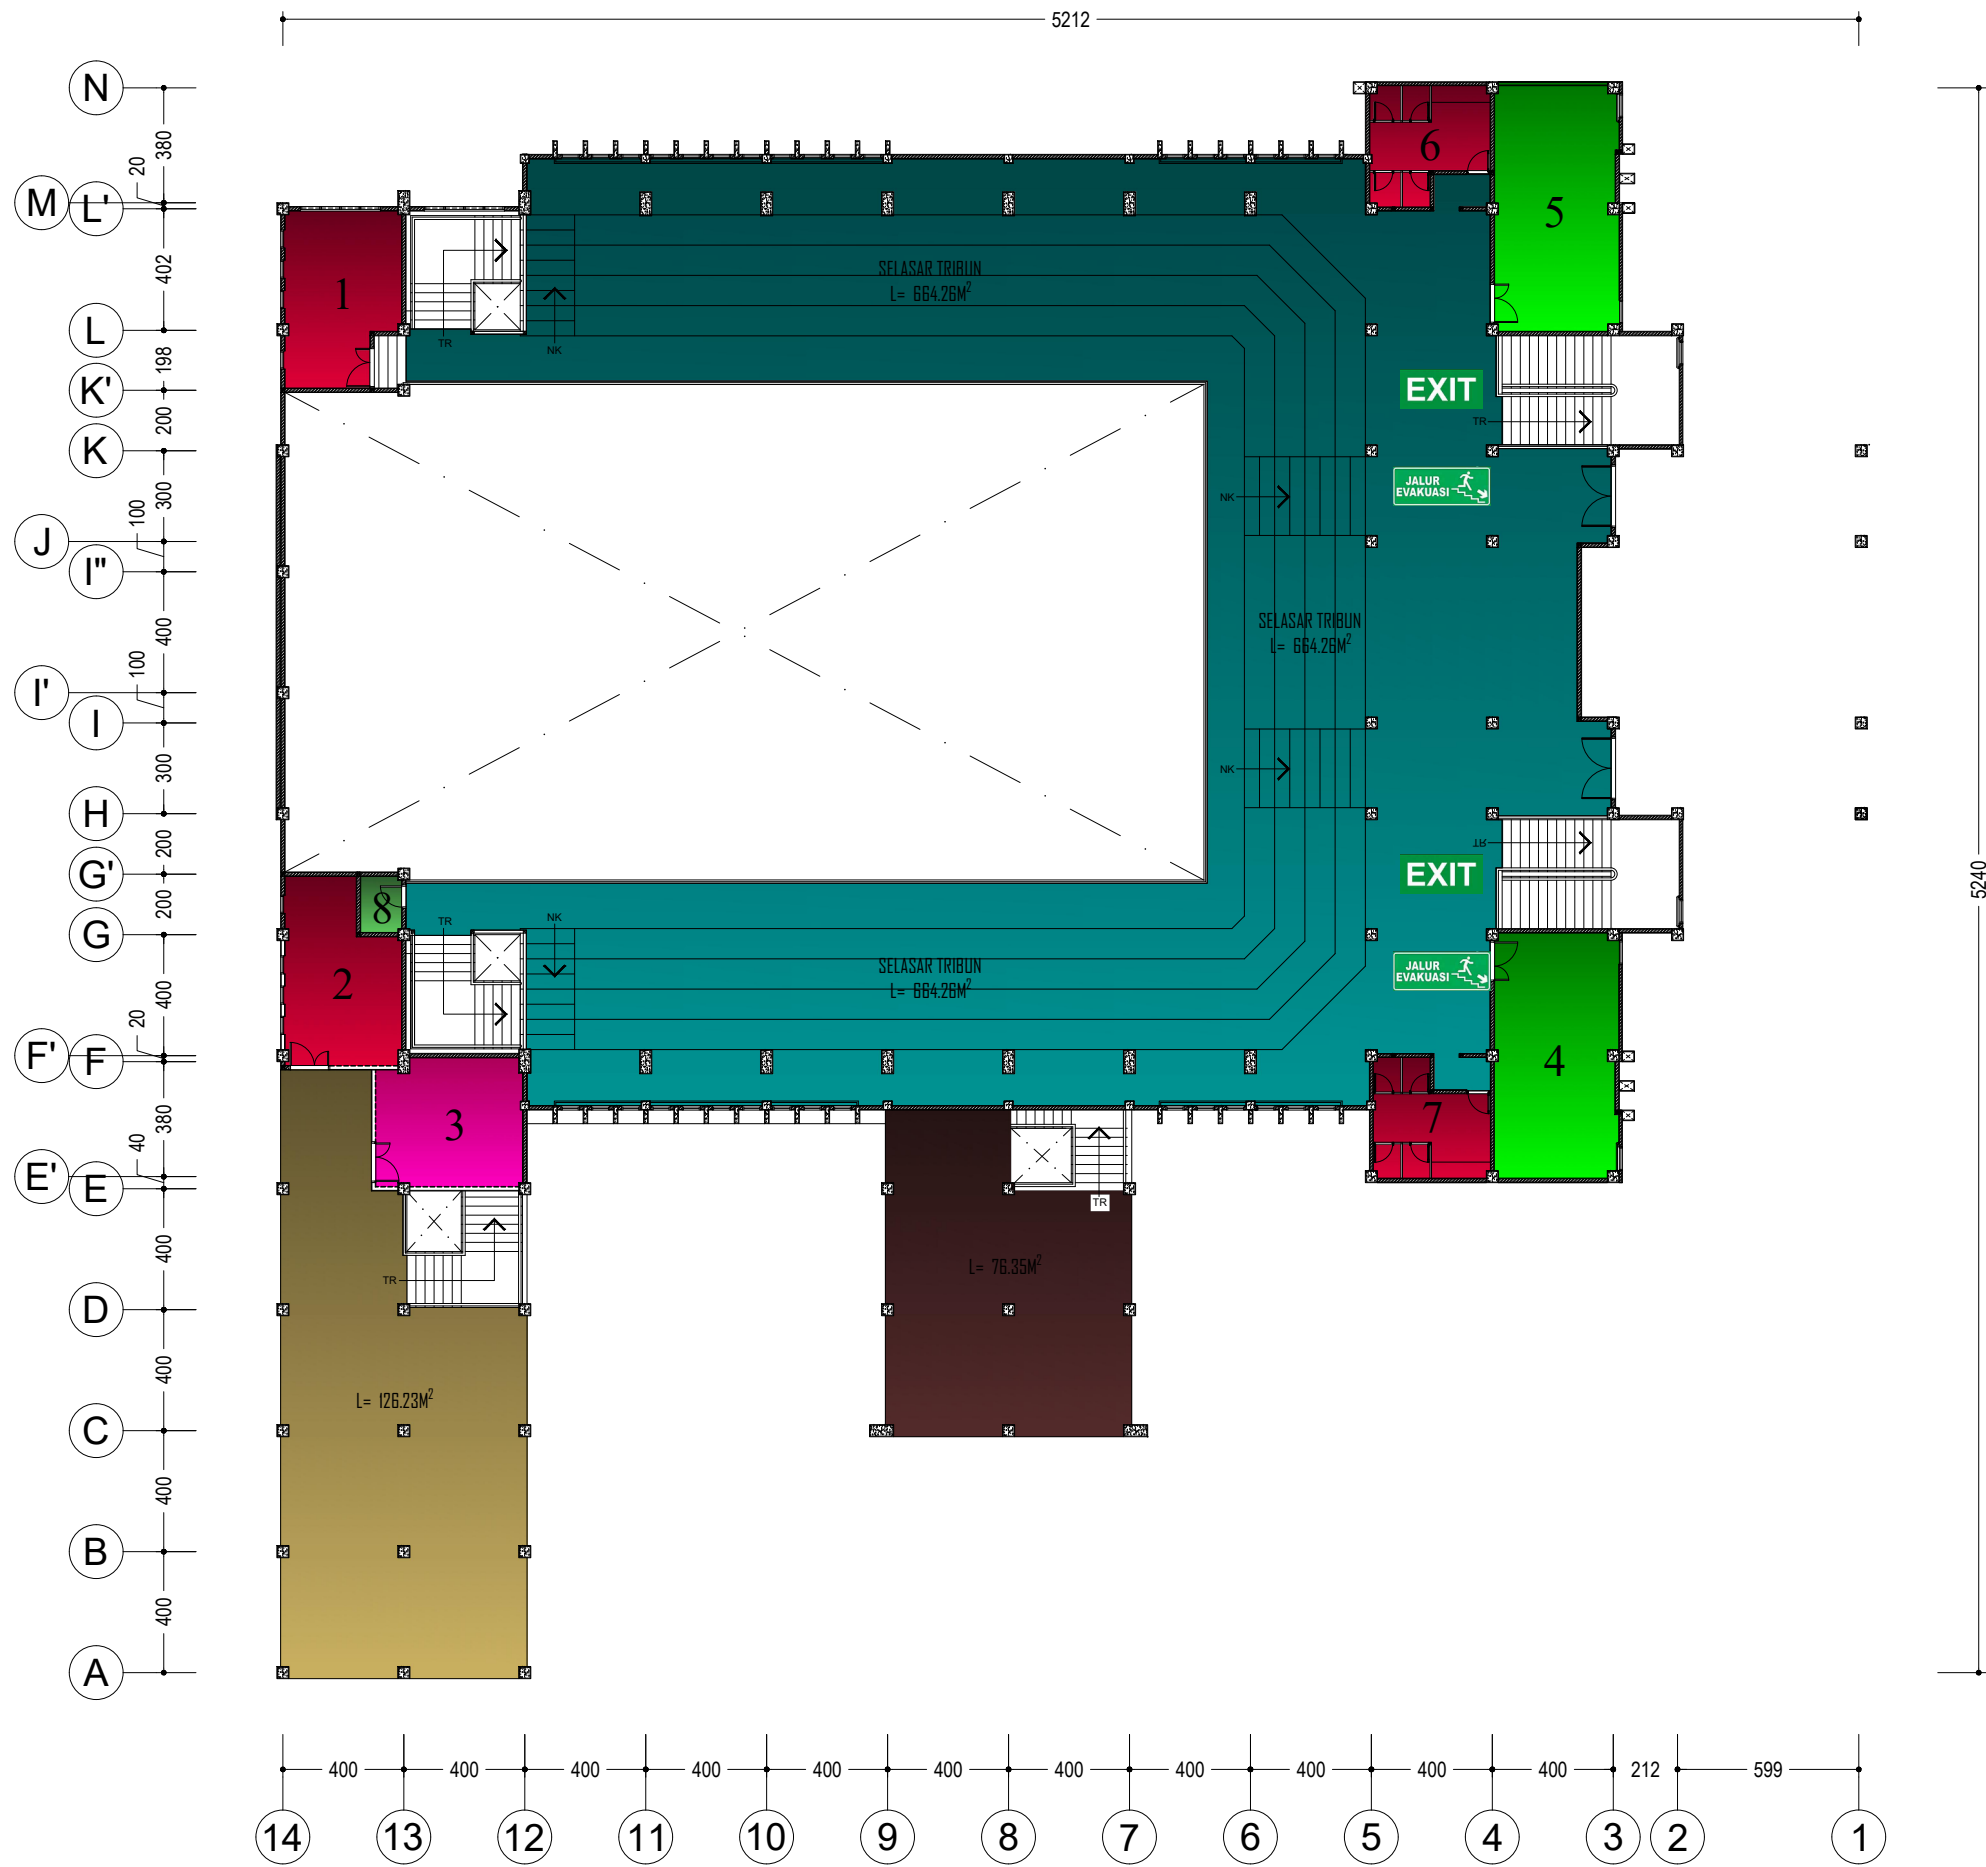 5212
N
380
20
M
L'
402
L
198
K'
200
K
300
100
J
I"
400
100
I'
I
300
H
200
G'
200
G
400
20
F'
F
380
40
E'
E
400
D
400
C
400
B
400
A
5240
6
5
1
SELASAR TRIBUN
L= 664.26M²
TR
NK
EXIT
TR
JALUR
EVAKUASI
NK
SELASAR TRIBUN
L= 664.26M²
NK
TR
EXIT
8
TR
NK
2
SELASAR TRIBUN
L= 664.26M²
JALUR
EVAKUASI
4
3
7
TR
TR
L= 76.35M²
L= 126.23M²
400
400
400
400
400
400
400
400
400
400
400
212
599
14
13
12
11
10
9
8
7
6
5
4
3
2
1